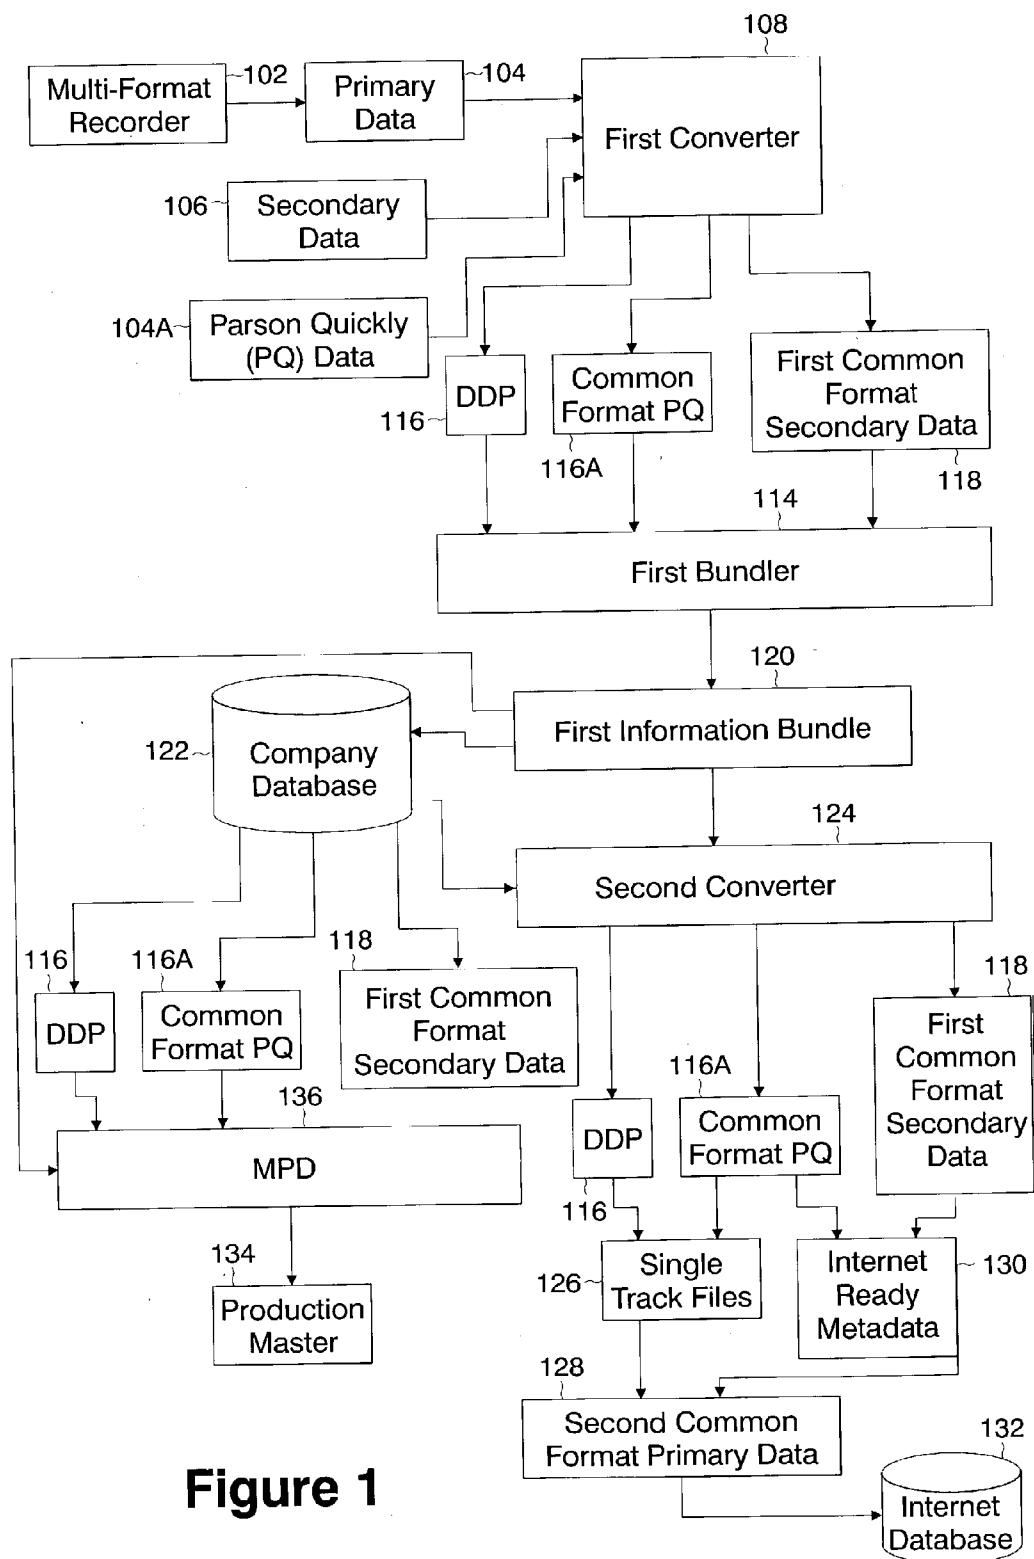 108
Multi-Format
Recorder
102
Primary
Data
104
First Converter
106
Secondary
Data
104A
Parson Quickly
(PQ) Data
DDP
116
Common
Format PQ
116A
First Common
Format
Secondary Data
118
114
First Bundler
120
First Information Bundle
122
Company
Database
124
Second Converter
116
DDP
116A
Common
Format PQ
118
First Common
Format
Secondary Data
118
First
Common
Format
Secondary
Data
116A
Common
Format PQ
DDP
116
136
MPD
134
Production
Master
126
Single
Track Files
Internet
Ready
Metadata
130
128
Second Common
Format Primary Data
132
Internet
Database
Figure 1